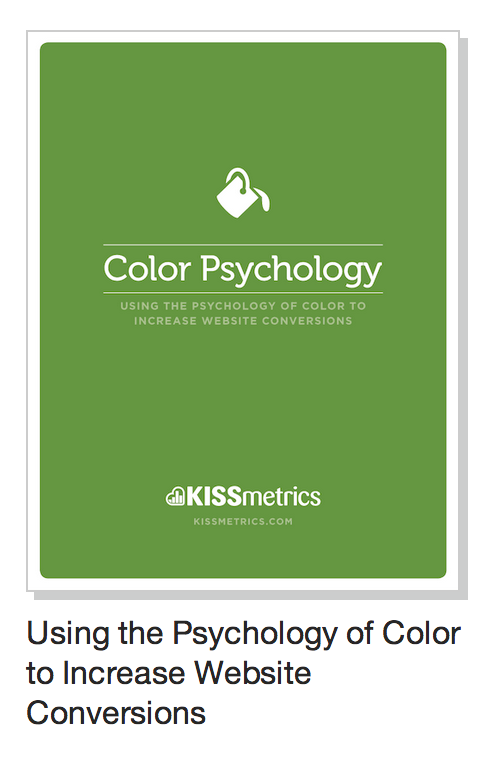 Color Psychology
USING THE PSYCHOLOGY OF COLOR TO
INCREASE WEBSITE CONVERSIONS
KISSmetrics
KISSMETRICS.COM
Using the Psychology of Color
to Increase Website
Conversions